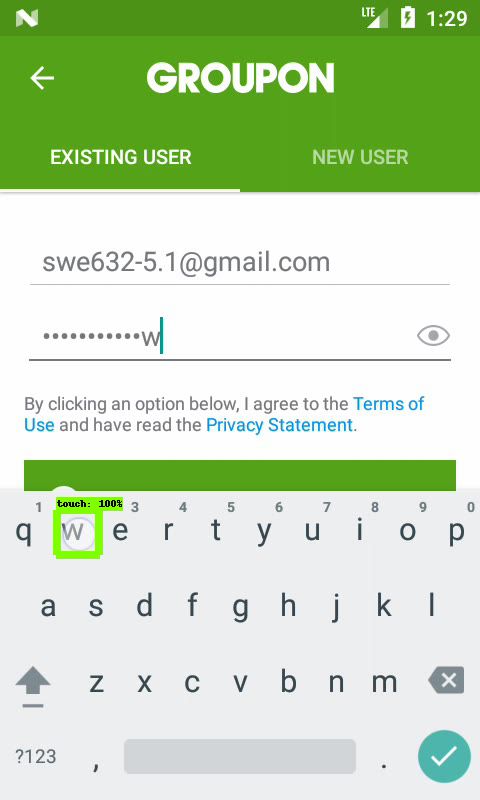 LTE 1:29
GROUPON
EXISTING USER NEW USER
swe632-5.1@gmail.com
•••••••••••w
By clicking an option below, I agree to the Terms of
Use and have read the Privacy Statement.
touch: 100%
1 3 4 5 6 7 8 9 0
q w e r t y u i o p
a s d f g h j k l
z x c v b n m
?123 , .